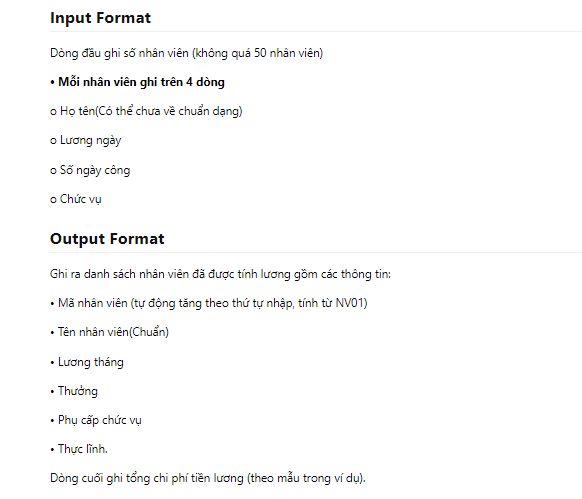 Input Format
Dòng đầu ghi số nhân viên (không quá 50 nhân viên)
• Mỗi nhân viên ghi trên 4 dòng
o Họ tên(Có thể chưa về chuẩn dạng)
o Lương ngày
o Số ngày công
o Chức vụ
Output Format
Ghi ra danh sách nhân viên đã được tính lương gồm các thông tin:
• Mã nhân viên (tự động tăng theo thứ tự nhập, tính từ NV01)
• Tên nhân viên(Chuẩn)
• Lương tháng
• Thưởng
• Phụ cấp chức vụ
• Thực lĩnh.
Dòng cuối ghi tổng chi phí tiền lương (theo mẫu trong ví dụ).